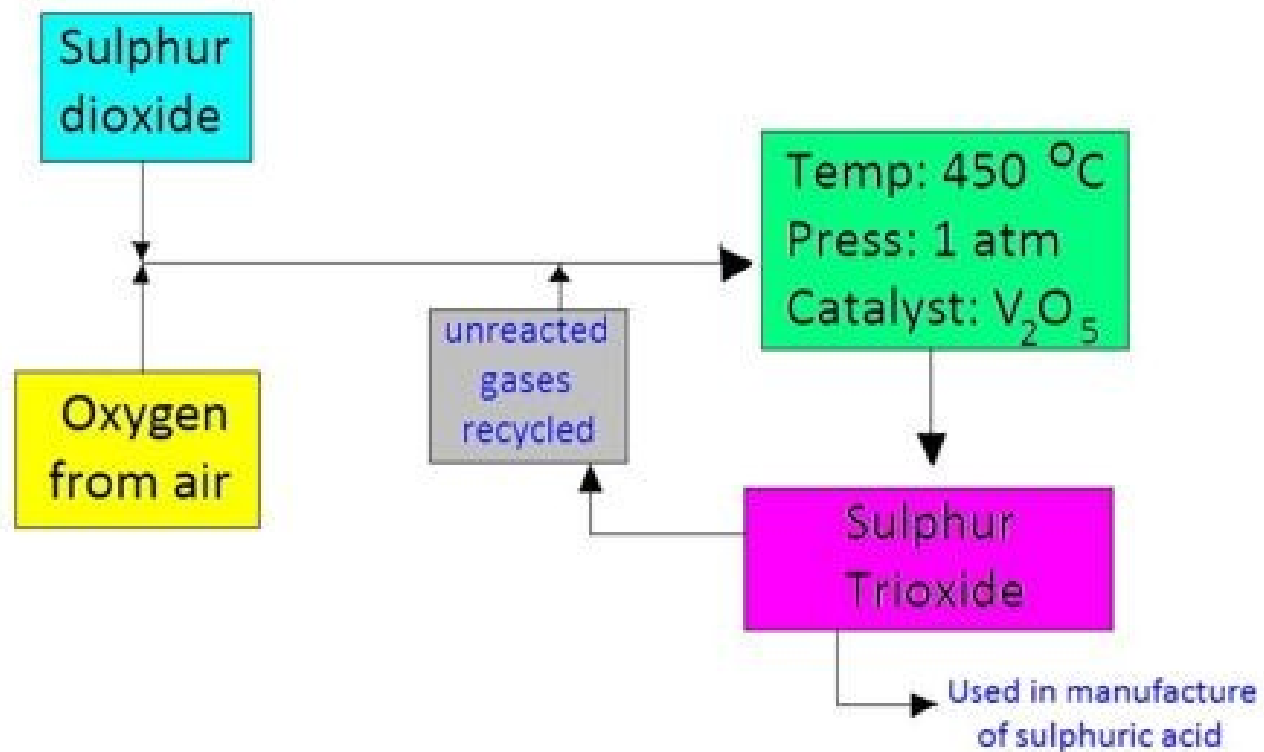 Sulphur
dioxide
Temp: 450 °C
Press: 1 atm
Catalyst: V₂O₅
unreacted
gases
recycled
Oxygen
from air
Sulphur
Trioxide
Used in manufacture
of sulphuric acid